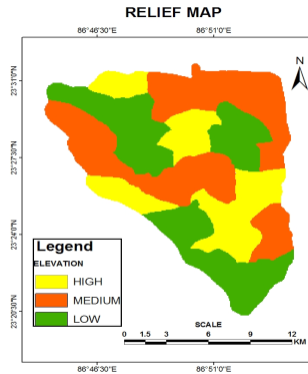 RELIEF MAP
86°46'30"E 86°51'0"E
N
23°31'0"N
23°27'30"N
23°24'0"N
23°20'30"N
Legend
ELEVATION
HIGH
MEDIUM
LOW
SCALE
0 1.5 3 6 9 12
KM
86°46'30"E 86°51'0"E